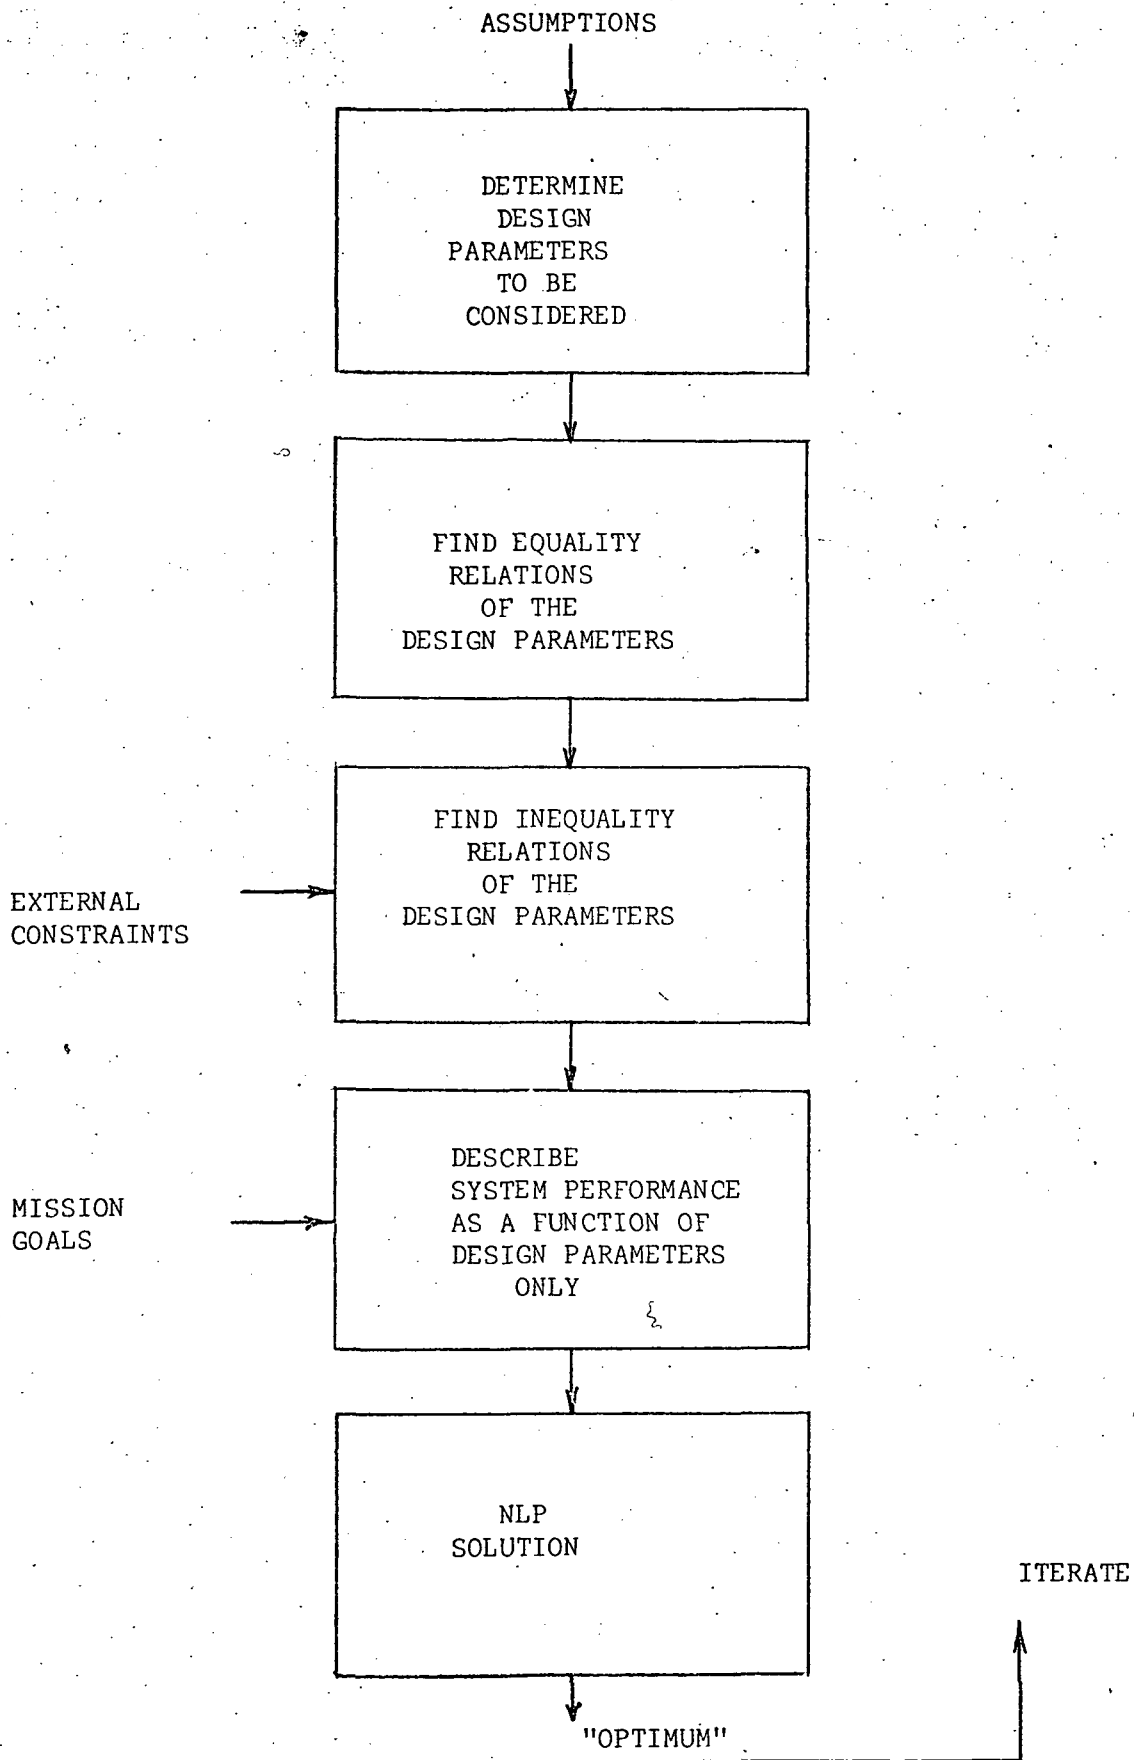 ASSUMPTIONS
DETERMINE
DESIGN
PARAMETERS
TO BE
CONSIDERED
FIND EQUALITY
RELATIONS
OF THE
DESIGN PARAMETERS
FIND INEQUALITY
RELATIONS
OF THE
DESIGN PARAMETERS
EXTERNAL
CONSTRAINTS
DESCRIBE
SYSTEM PERFORMANCE
AS A FUNCTION OF
DESIGN PARAMETERS
ONLY
MISSION
GOALS
NLP
SOLUTION
ITERATE
"OPTIMUM"